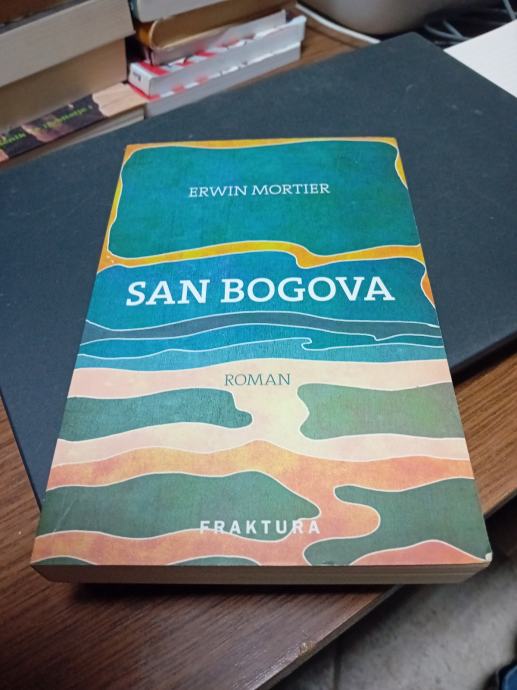 ERWIN MORTIER
SAN BOGOVA
ROMAN
FRAKTURA